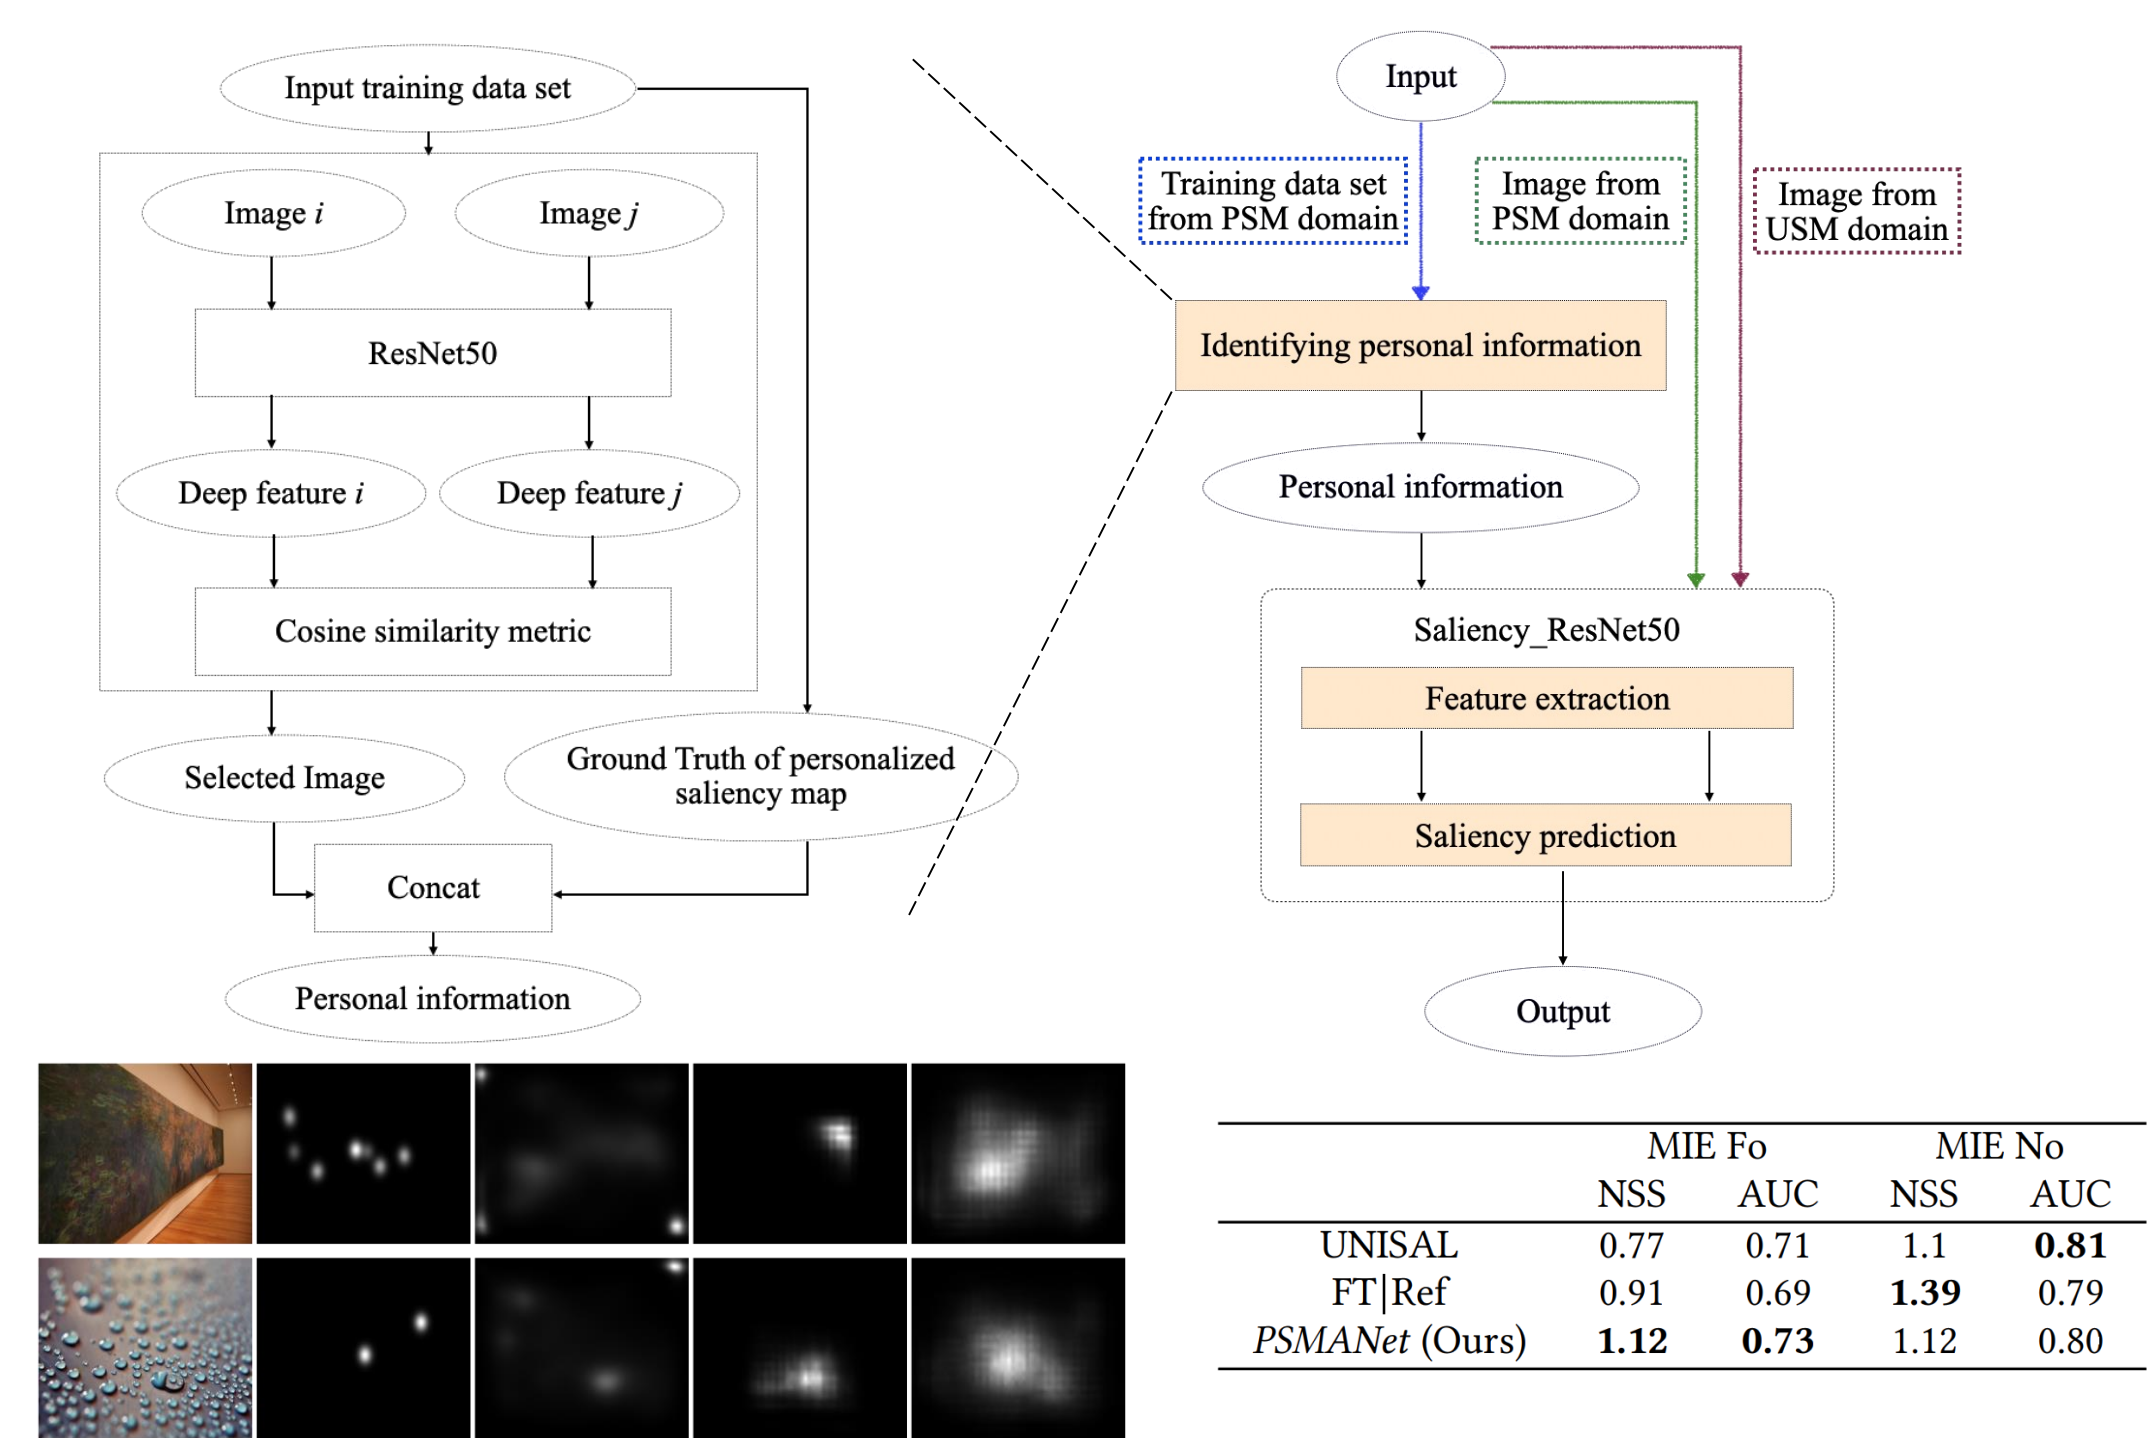 Input training data set
Image i
Image j
ResNet50
Deep feature i
Deep feature j
Cosine similarity metric
Selected Image
Ground Truth of personalized
saliency map
Concat
Personal information
Input
Training data set
from PSM domain
Image from
PSM domain
Image from
USM domain
Identifying personal information
Personal information
Saliency_ResNet50
Feature extraction
Saliency prediction
Output
MIE Fo MIE No
NSS AUC NSS AUC
UNISAL 0.77 0.71 1.1 0.81
FT|Ref 0.91 0.69 1.39 0.79
PSMANet (Ours) 1.12 0.73 1.12 0.80